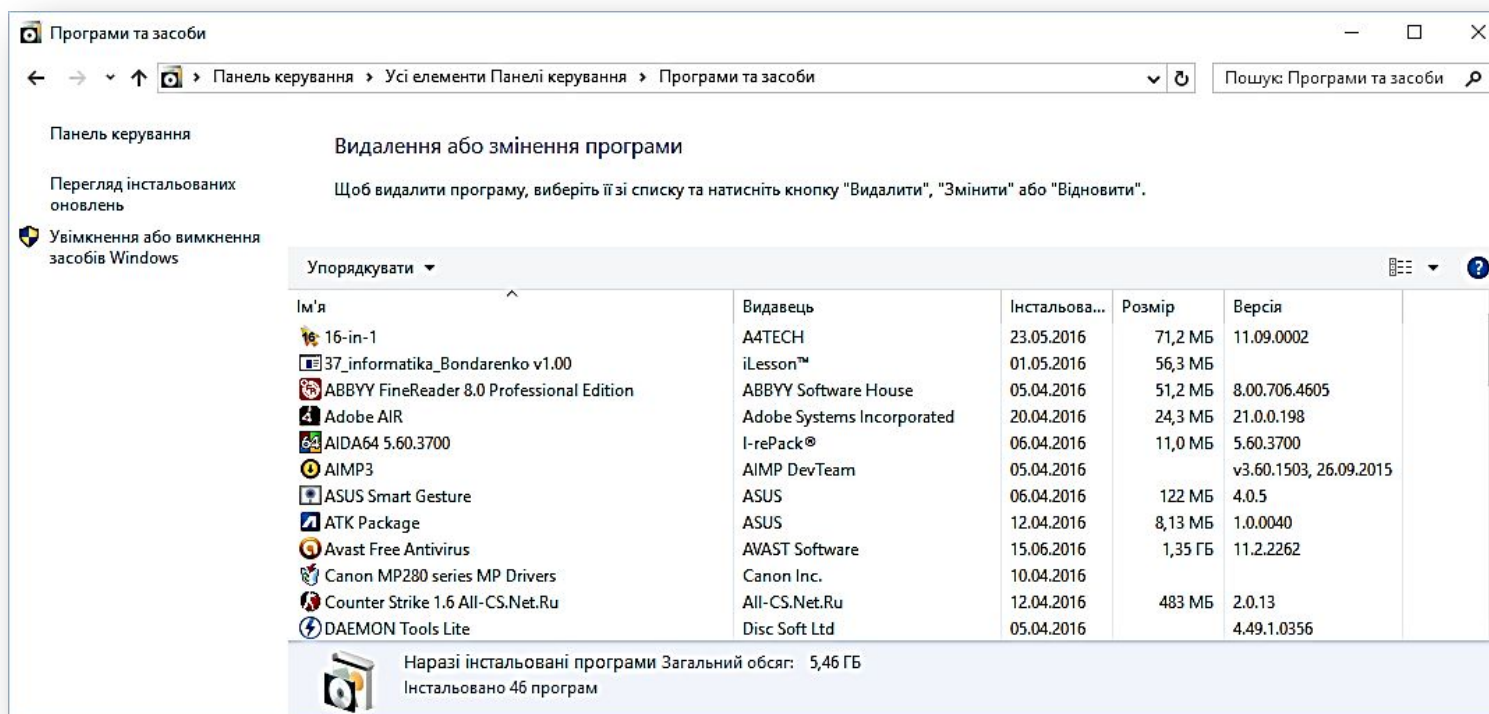 Програми та засоби
Панель керування › Усі елементи Панелі керування › Програми та засоби
Пошук: Програми та засоби
Панель керування
Перегляд інстальованих
оновлень
Увімкнення або вимкнення
засобів Windows
Видалення або змінення програми
Щоб видалити програму, виберіть її зі списку та натисніть кнопку "Видалити", "Змінити" або "Відновити".
Упорядкувати
Ім'я Видавець Інстальова... Розмір Версія
16-in-1 A4TECH 23.05.2016 71,2 МБ 11.09.0002
37_informatika_Bondarenko v1.00 iLesson™ 01.05.2016 56,3 МБ
ABBYY FineReader 8.0 Professional Edition ABBYY Software House 05.04.2016 51,2 МБ 8.00.706.4605
Adobe AIR Adobe Systems Incorporated 20.04.2016 24,3 МБ 21.0.0.198
AIDA64 5.60.3700 I-rePack® 06.04.2016 11,0 МБ 5.60.3700
AIMP3 AIMP DevTeam 05.04.2016 v3.60.1503, 26.09.2015
ASUS Smart Gesture ASUS 06.04.2016 122 МБ 4.0.5
ATK Package ASUS 12.04.2016 8,13 МБ 1.0.0040
Avast Free Antivirus AVAST Software 15.06.2016 1,35 ГБ 11.2.2262
Canon MP280 series MP Drivers Canon Inc. 10.04.2016
Counter Strike 1.6 All-CS.Net.Ru All-CS.Net.Ru 12.04.2016 483 МБ 2.0.13
DAEMON Tools Lite Disc Soft Ltd 05.04.2016 4.49.1.0356
Наразі інстальовані програми Загальний обсяг: 5,46 ГБ
Інстальовано 46 програм